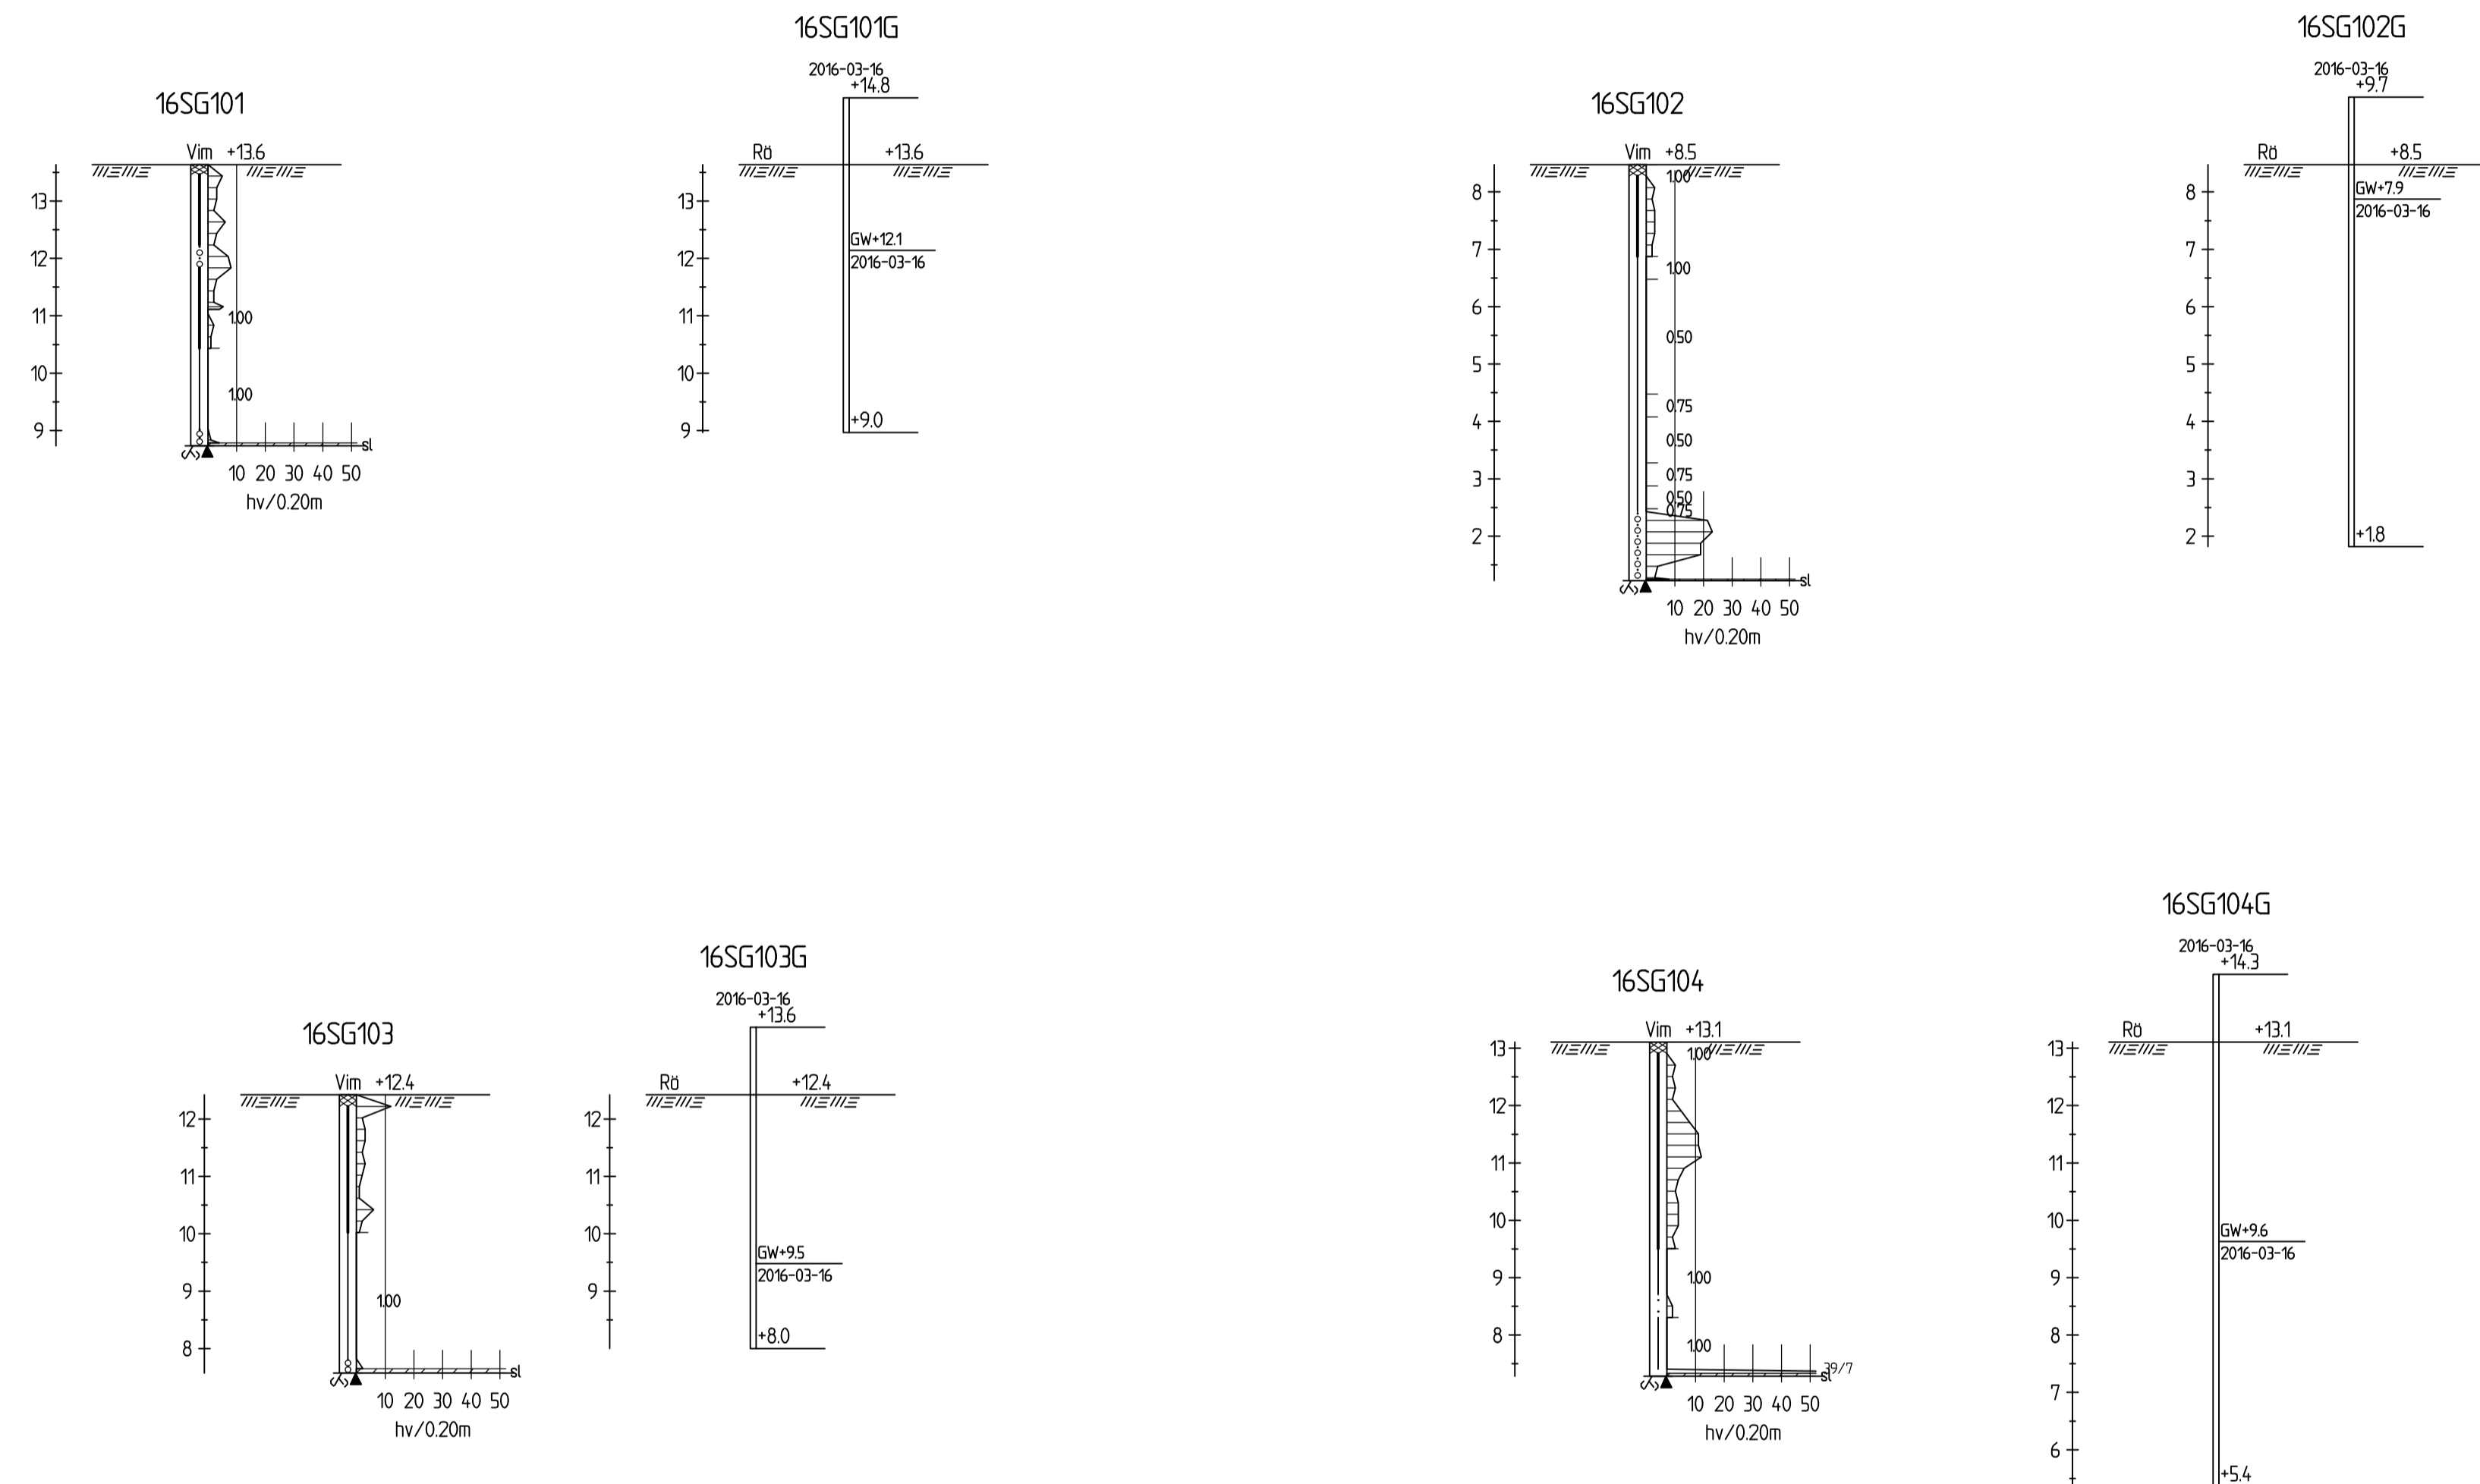 16SG101
Vim +13.6
13
12
11
10
9
1.00
1.00
sl
10 20 30 40 50
hv/0.20m
16SG101G
2016-03-16
+14.8
Rö +13.6
13
12
11
10
9
GW+12.1
2016-03-16
+9.0
16SG102
Vim +8.5
8
7
6
5
4
3
2
1.00
1.00
0.50
0.75
0.50
0.75
0.50
0.75
sl
10 20 30 40 50
hv/0.20m
16SG102G
2016-03-16
+9.7
Rö +8.5
8
7
6
5
4
3
2
GW+7.9
2016-03-16
+1.8
16SG103
Vim +12.4
12
11
10
9
8
1.00
sl
10 20 30 40 50
hv/0.20m
16SG103G
2016-03-16
+13.6
Rö +12.4
12
11
10
9
GW+9.5
2016-03-16
+8.0
16SG104
Vim +13.1
13
12
11
10
9
8
1.00
1.00
1.00
39/7
sl
10 20 30 40 50
hv/0.20m
16SG104G
2016-03-16
+14.3
Rö +13.1
13
12
11
10
9
8
7
6
GW+9.6
2016-03-16
+5.4